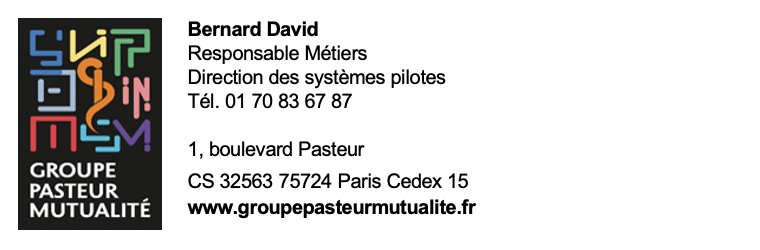 GROUPE
PASTEUR
MUTUALITÉ
Bernard David
Responsable Métiers
Direction des systèmes pilotes
Tél. 01 70 83 67 87
1, boulevard Pasteur
CS 32563 75724 Paris Cedex 15
www.groupepasteurmutualite.fr